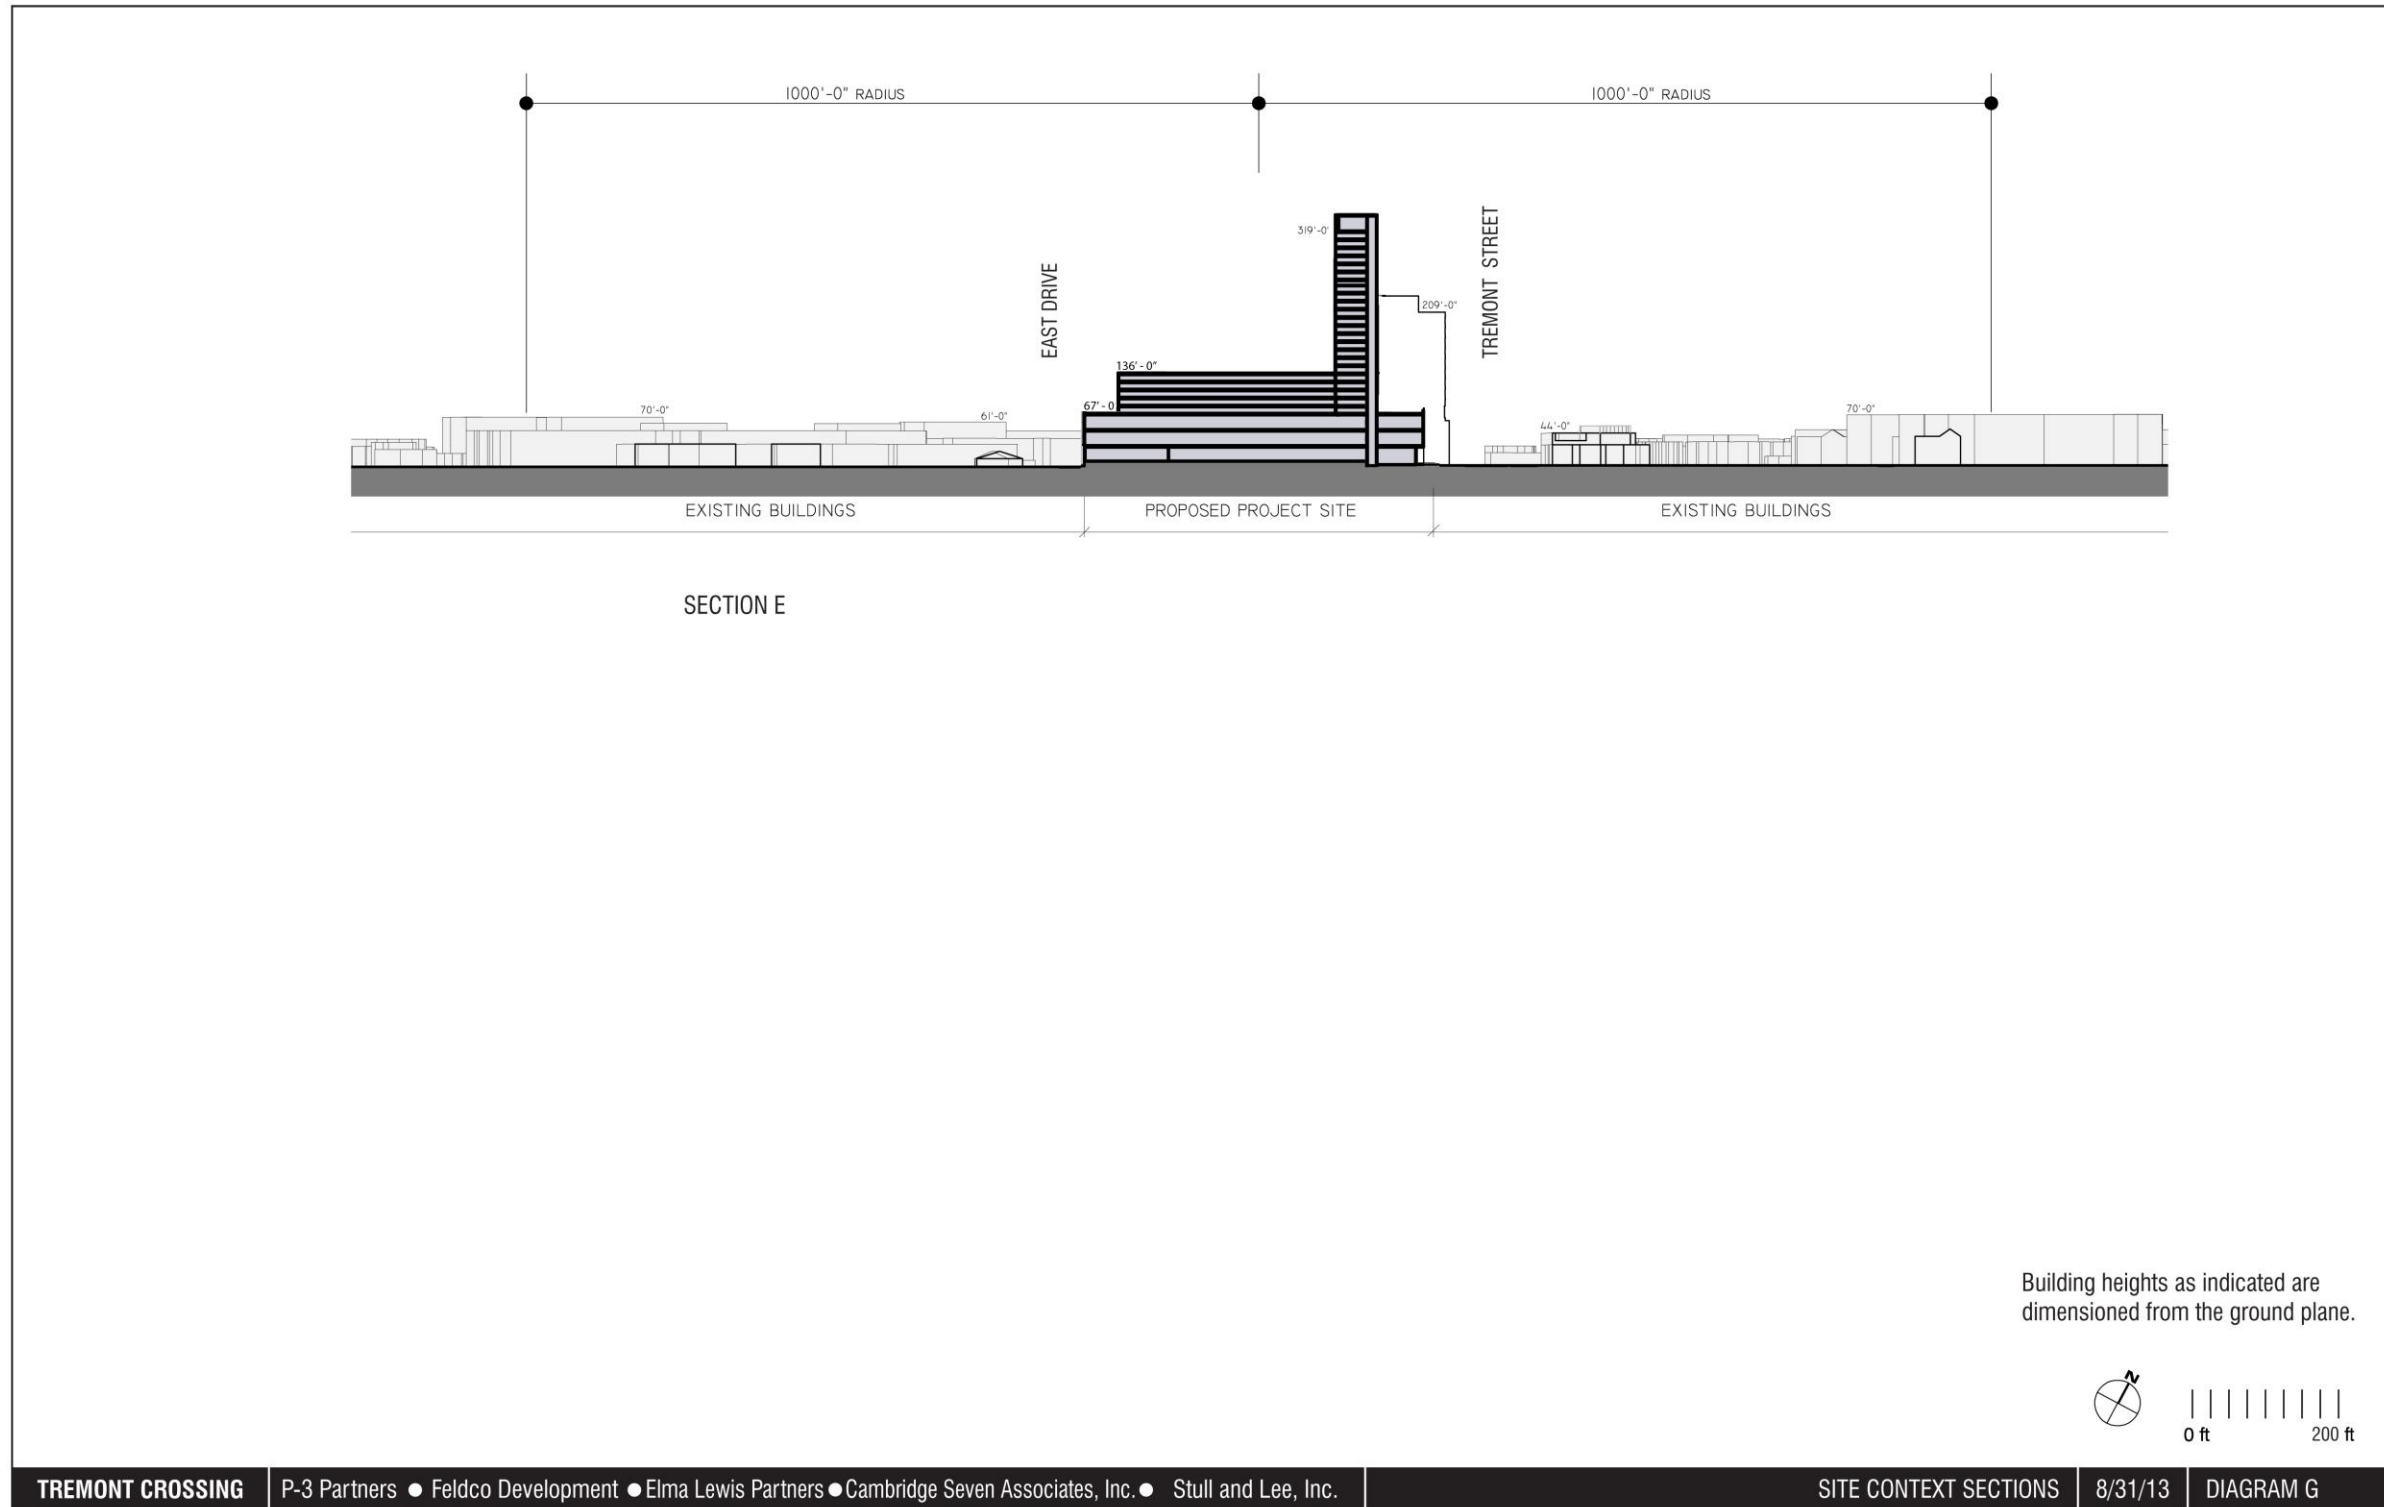 1000'-0" RADIUS
1000'-0" RADIUS
EAST DRIVE
TREMONT STREET
319'-0'
209'-0"
136'-0"
67'-0
70'-0"
61'-0"
44'-0"
70'-0"
EXISTING BUILDINGS
PROPOSED PROJECT SITE
EXISTING BUILDINGS
SECTION E
Building heights as indicated are
dimensioned from the ground plane.
N
0 ft
200 ft
TREMONT CROSSING
P-3 Partners ● Feldco Development ● Elma Lewis Partners ● Cambridge Seven Associates, Inc. ● Stull and Lee, Inc.
SITE CONTEXT SECTIONS
8/31/13
DIAGRAM G